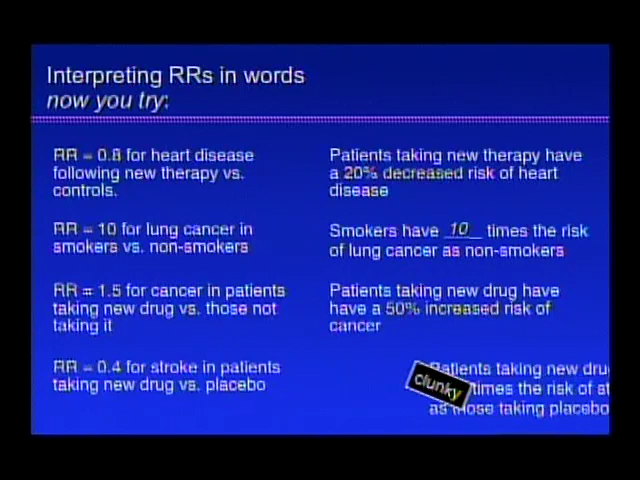 Interpreting RRs in words
now you try:
RR = 0.8 for heart disease
following new therapy vs.
controls.
Patients taking new therapy have
a 20% decreased risk of heart
disease
RR = 10 for lung cancer in
smokers vs. non-smokers
Smokers have _10_ times the risk
of lung cancer as non-smokers
RR = 1.5 for cancer in patients
taking new drug vs. those not
taking it
Patients taking new drug have
have a 50% increased risk of
cancer
RR = 0.4 for stroke in patients
taking new drug vs. placebo
Patients taking new
clunky
times the risk of
as those taking placebo